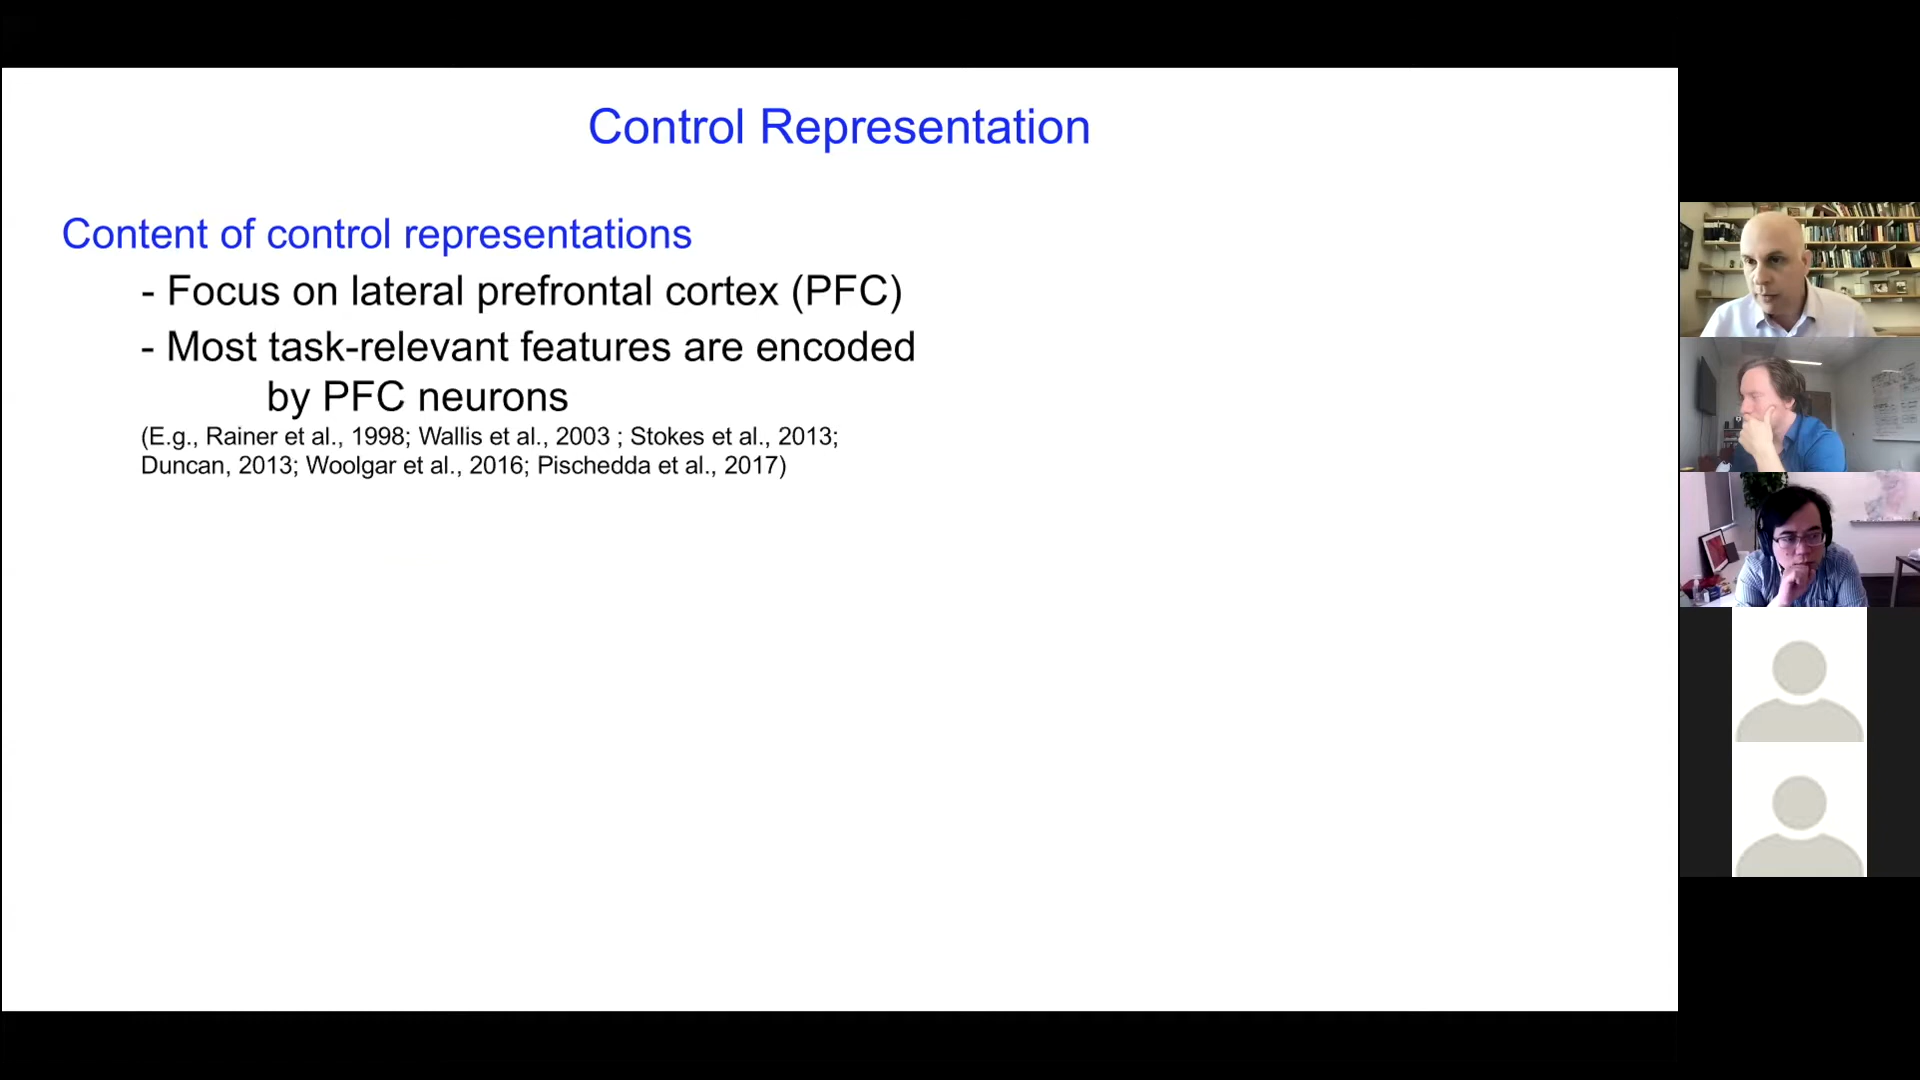 Control Representation
Content of control representations
- Focus on lateral prefrontal cortex (PFC)
- Most task-relevant features are encoded
by PFC neurons
(E.g., Rainer et al., 1998; Wallis et al., 2003 ; Stokes et al., 2013;
Duncan, 2013; Woolgar et al., 2016; Pischedda et al., 2017)